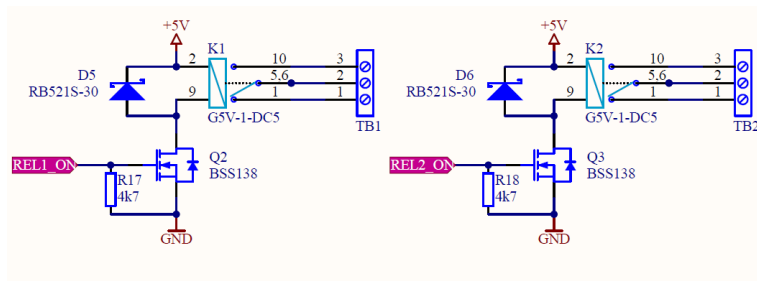 +5V
K1
D5
RB521S-30
2
10
3
5,6
2
9
1
1
G5V-1-DC5
TB1
REL1_ON
Q2
BSS138
R17
4k7
GND
+5V
K2
D6
RB521S-30
2
10
3
5,6
2
9
1
1
G5V-1-DC5
TB2
REL2_ON
Q3
BSS138
R18
4k7
GND